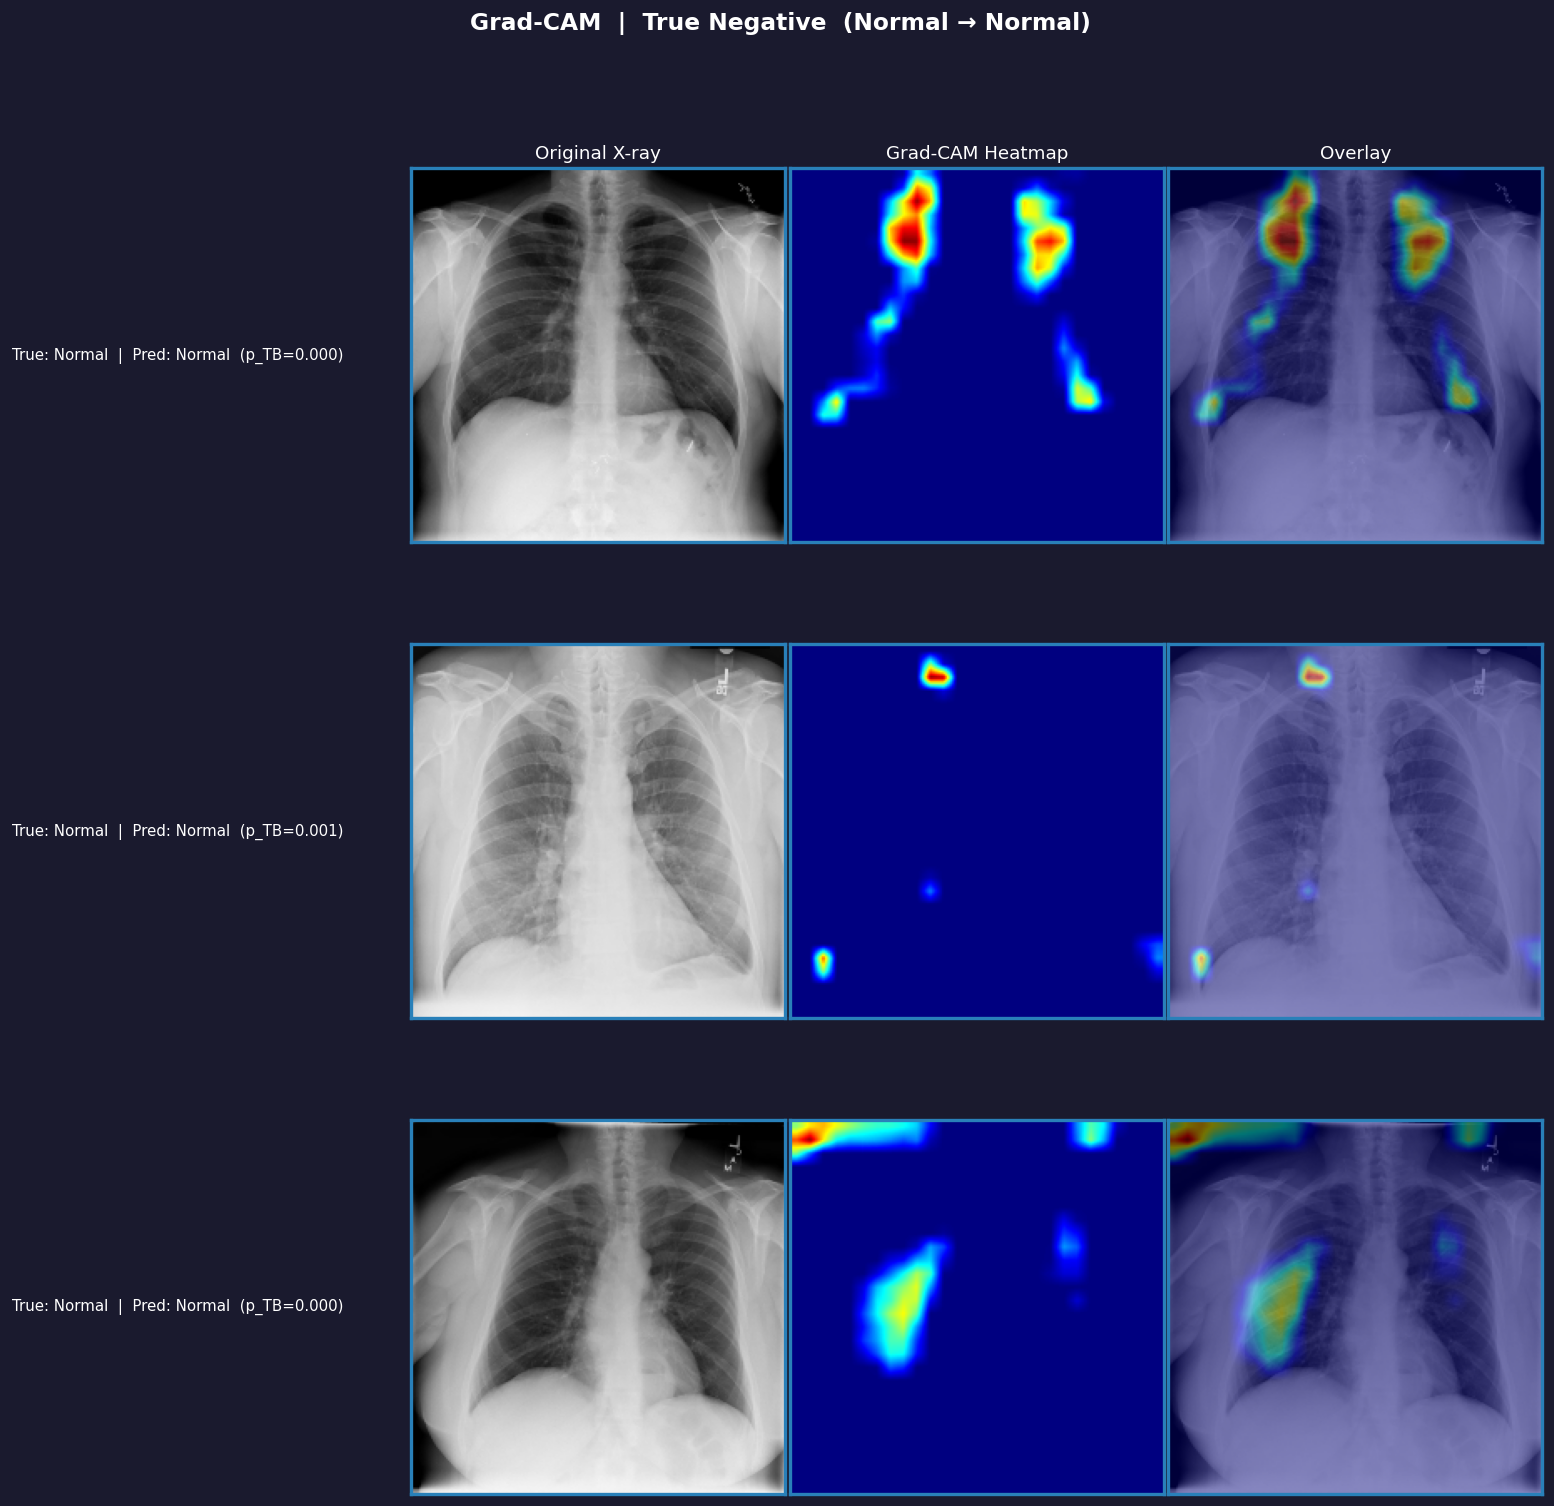 Grad-CAM  |  True Negative  (Normal → Normal)
Original X-ray
Grad-CAM Heatmap
Overlay
True: Normal  |  Pred: Normal  (p_TB=0.000)
True: Normal  |  Pred: Normal  (p_TB=0.001)
True: Normal  |  Pred: Normal  (p_TB=0.000)